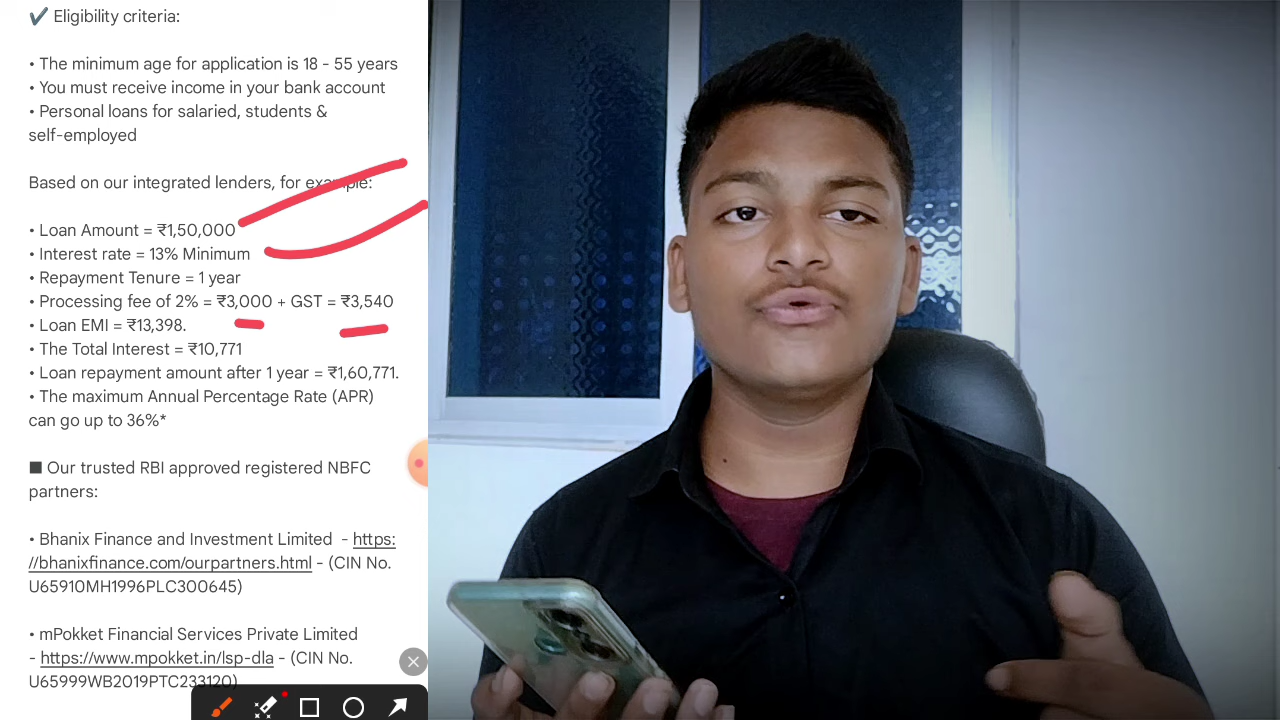 ✔ Eligibility criteria:
• The minimum age for application is 18 - 55 years
• You must receive income in your bank account
• Personal loans for salaried, students &
self-employed
Based on our integrated lenders, for example:
• Loan Amount = ₹1,50,000
• Interest rate = 13% Minimum
• Repayment Tenure = 1 year
• Processing fee of 2% = ₹3,000 + GST = ₹3,540
• Loan EMI = ₹13,398.
• The Total Interest = ₹10,771
• Loan repayment amount after 1 year = ₹1,60,771.
• The maximum Annual Percentage Rate (APR)
can go up to 36%*
■ Our trusted RBI approved registered NBFC
partners:
• Bhanix Finance and Investment Limited - https:
//bhanixfinance.com/ourpartners.html - (CIN No.
U65910MH1996PLC300645)
• mPokket Financial Services Private Limited
- https://www.mpokket.in/lsp-dla - (CIN No.
U65999WB2019PTC233120)